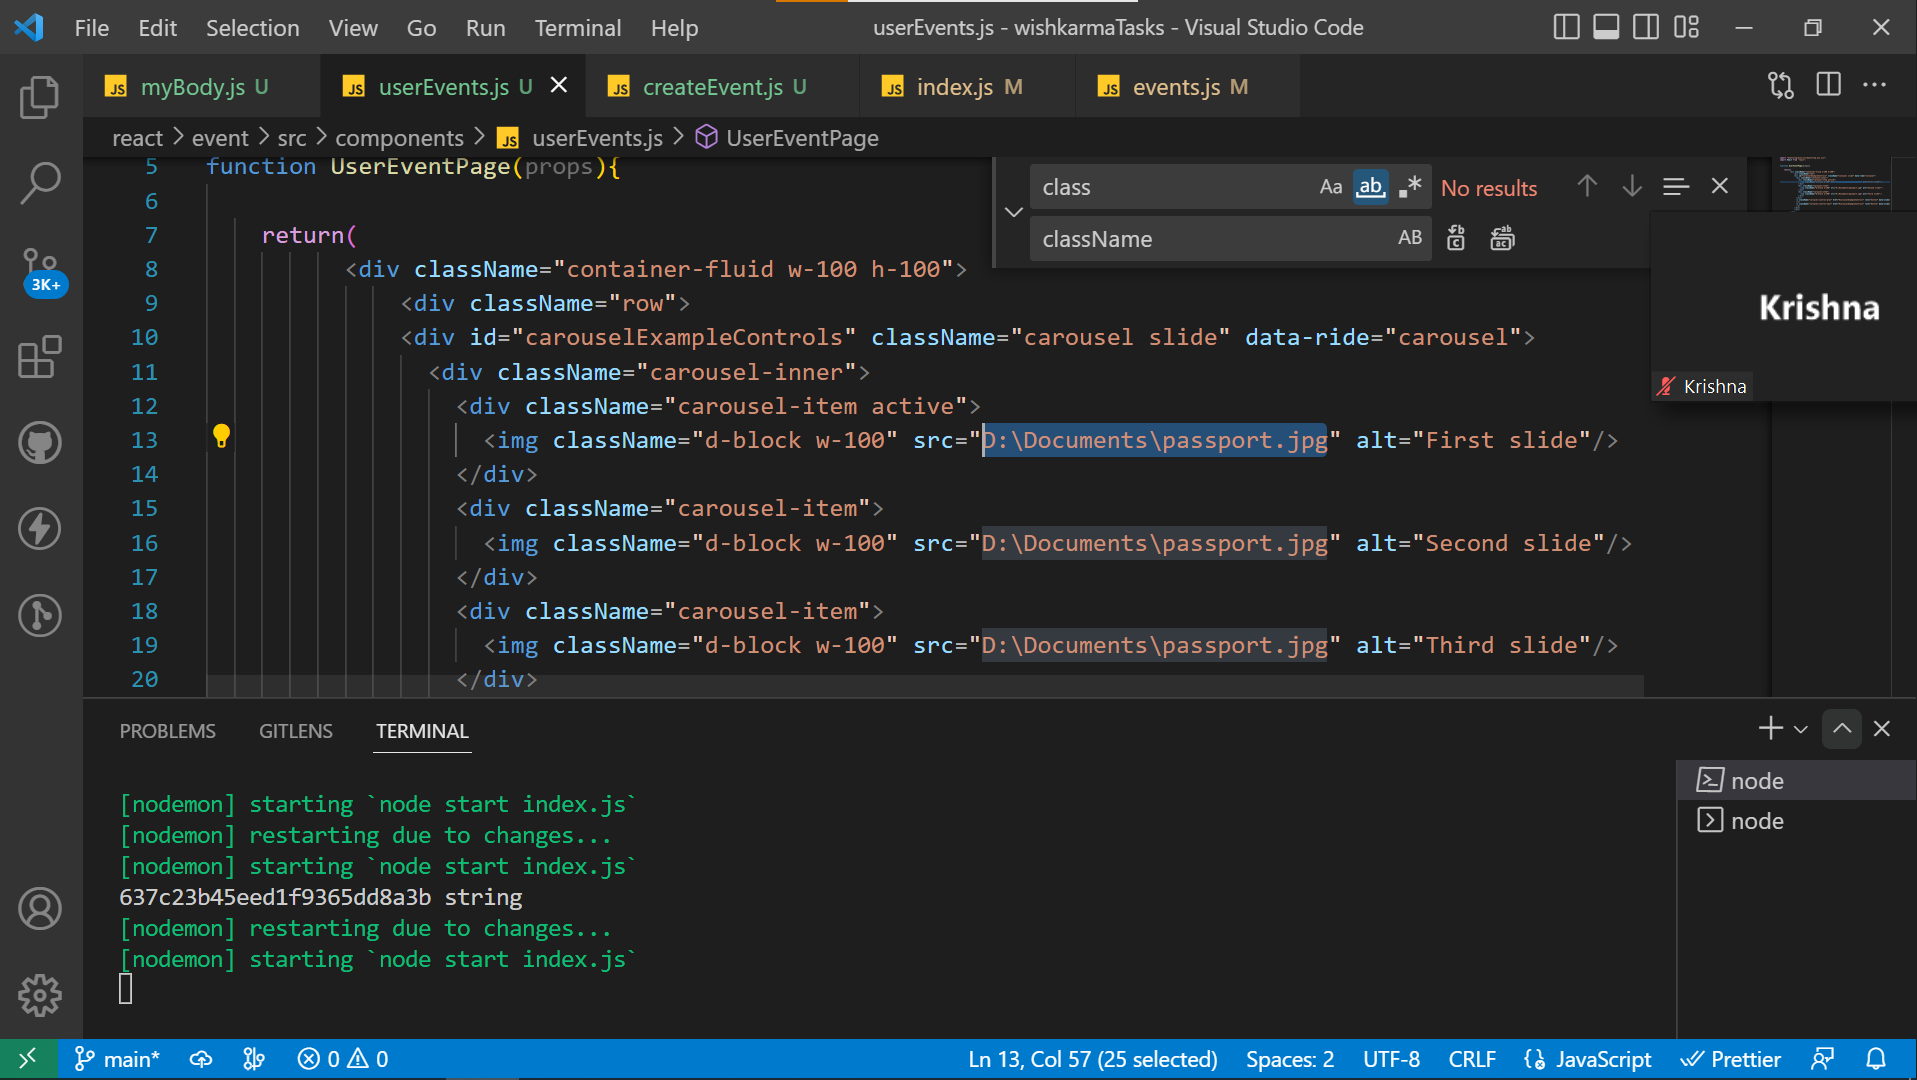 File Edit Selection View Go Run Terminal Help userEvents.js - wishkarmaTasks - Visual Studio Code
JS myBody.js U JS userEvents.js U JS createEvent.js U JS index.js M JS events.js M
react > event > src > components > JS userEvents.js > UserEventPage
class Aa ab No results
className AB
5 function UserEventPage(props){
6
7 return(
8 <div className="container-fluid w-100 h-100">
9 <div className="row">
10 <div id="carouselExampleControls" className="carousel slide" data-ride="carousel">
11 <div className="carousel-inner">
12 <div className="carousel-item active">
13 <img className="d-block w-100" src="D:\Documents\passport.jpg" alt="First slide"/>
14 </div>
15 <div className="carousel-item">
16 <img className="d-block w-100" src="D:\Documents\passport.jpg" alt="Second slide"/>
17 </div>
18 <div className="carousel-item">
19 <img className="d-block w-100" src="D:\Documents\passport.jpg" alt="Third slide"/>
20 </div>
3K+
Krishna
Krishna
PROBLEMS GITLENS TERMINAL
[nodemon] starting `node start index.js`
[nodemon] restarting due to changes...
[nodemon] starting `node start index.js`
637c23b45eed1f9365dd8a3b string
[nodemon] restarting due to changes...
[nodemon] starting `node start index.js`
node
node
main* 0 0 Ln 13, Col 57 (25 selected) Spaces: 2 UTF-8 CRLF JavaScript Prettier